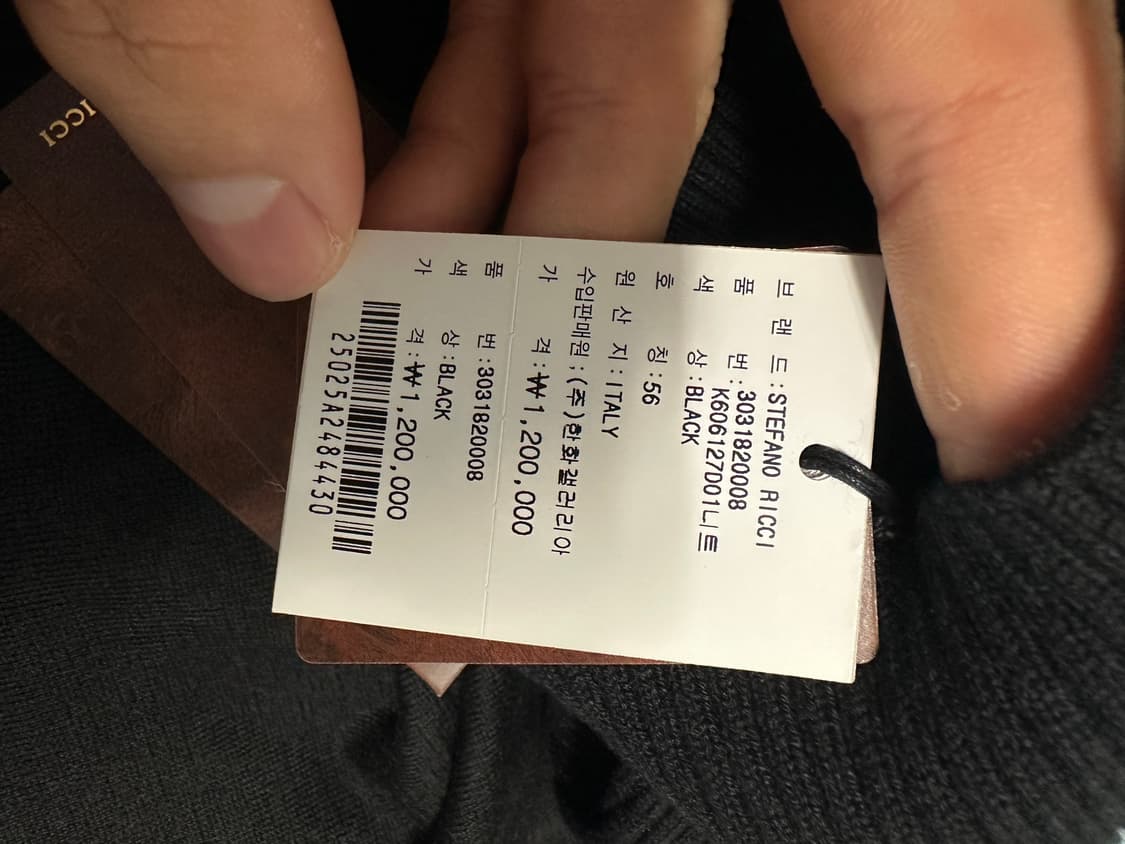 브 랜 드 : STEFANO RICCI
품 번 : 3031820008
K606127D01니트
색 상 : BLACK
호 칭 : 56
원 산 지 : ITALY
수입판매원 : (주)한화갤러리아
가 격 : ₩1,200,000
품 번 : 3031820008
색 상 : BLACK
가 격 : ₩1,200,000
25025A2484430
ICCI